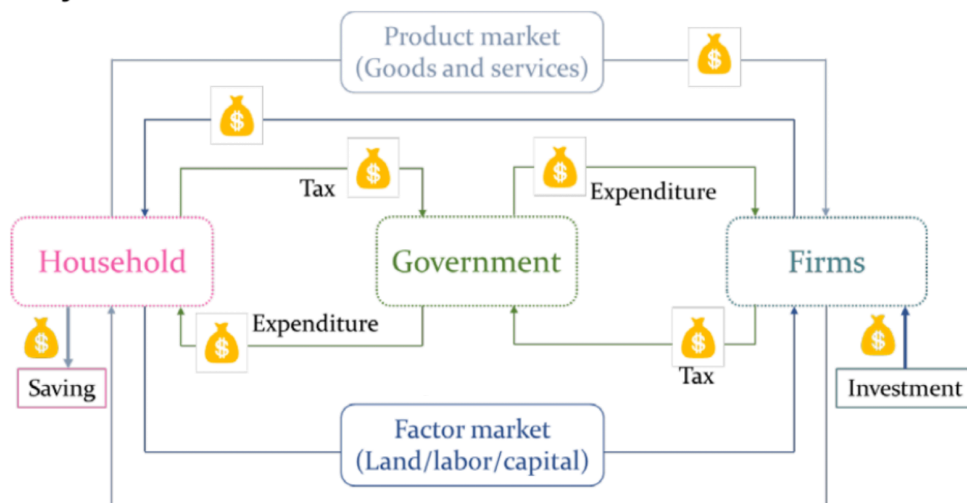 Product market
(Goods and services)
$
$
$
$
Tax
Expenditure
Household
Government
Firms
$
Expenditure
$
$
$
Tax
Saving
Investment
Factor market
(Land/labor/capital)